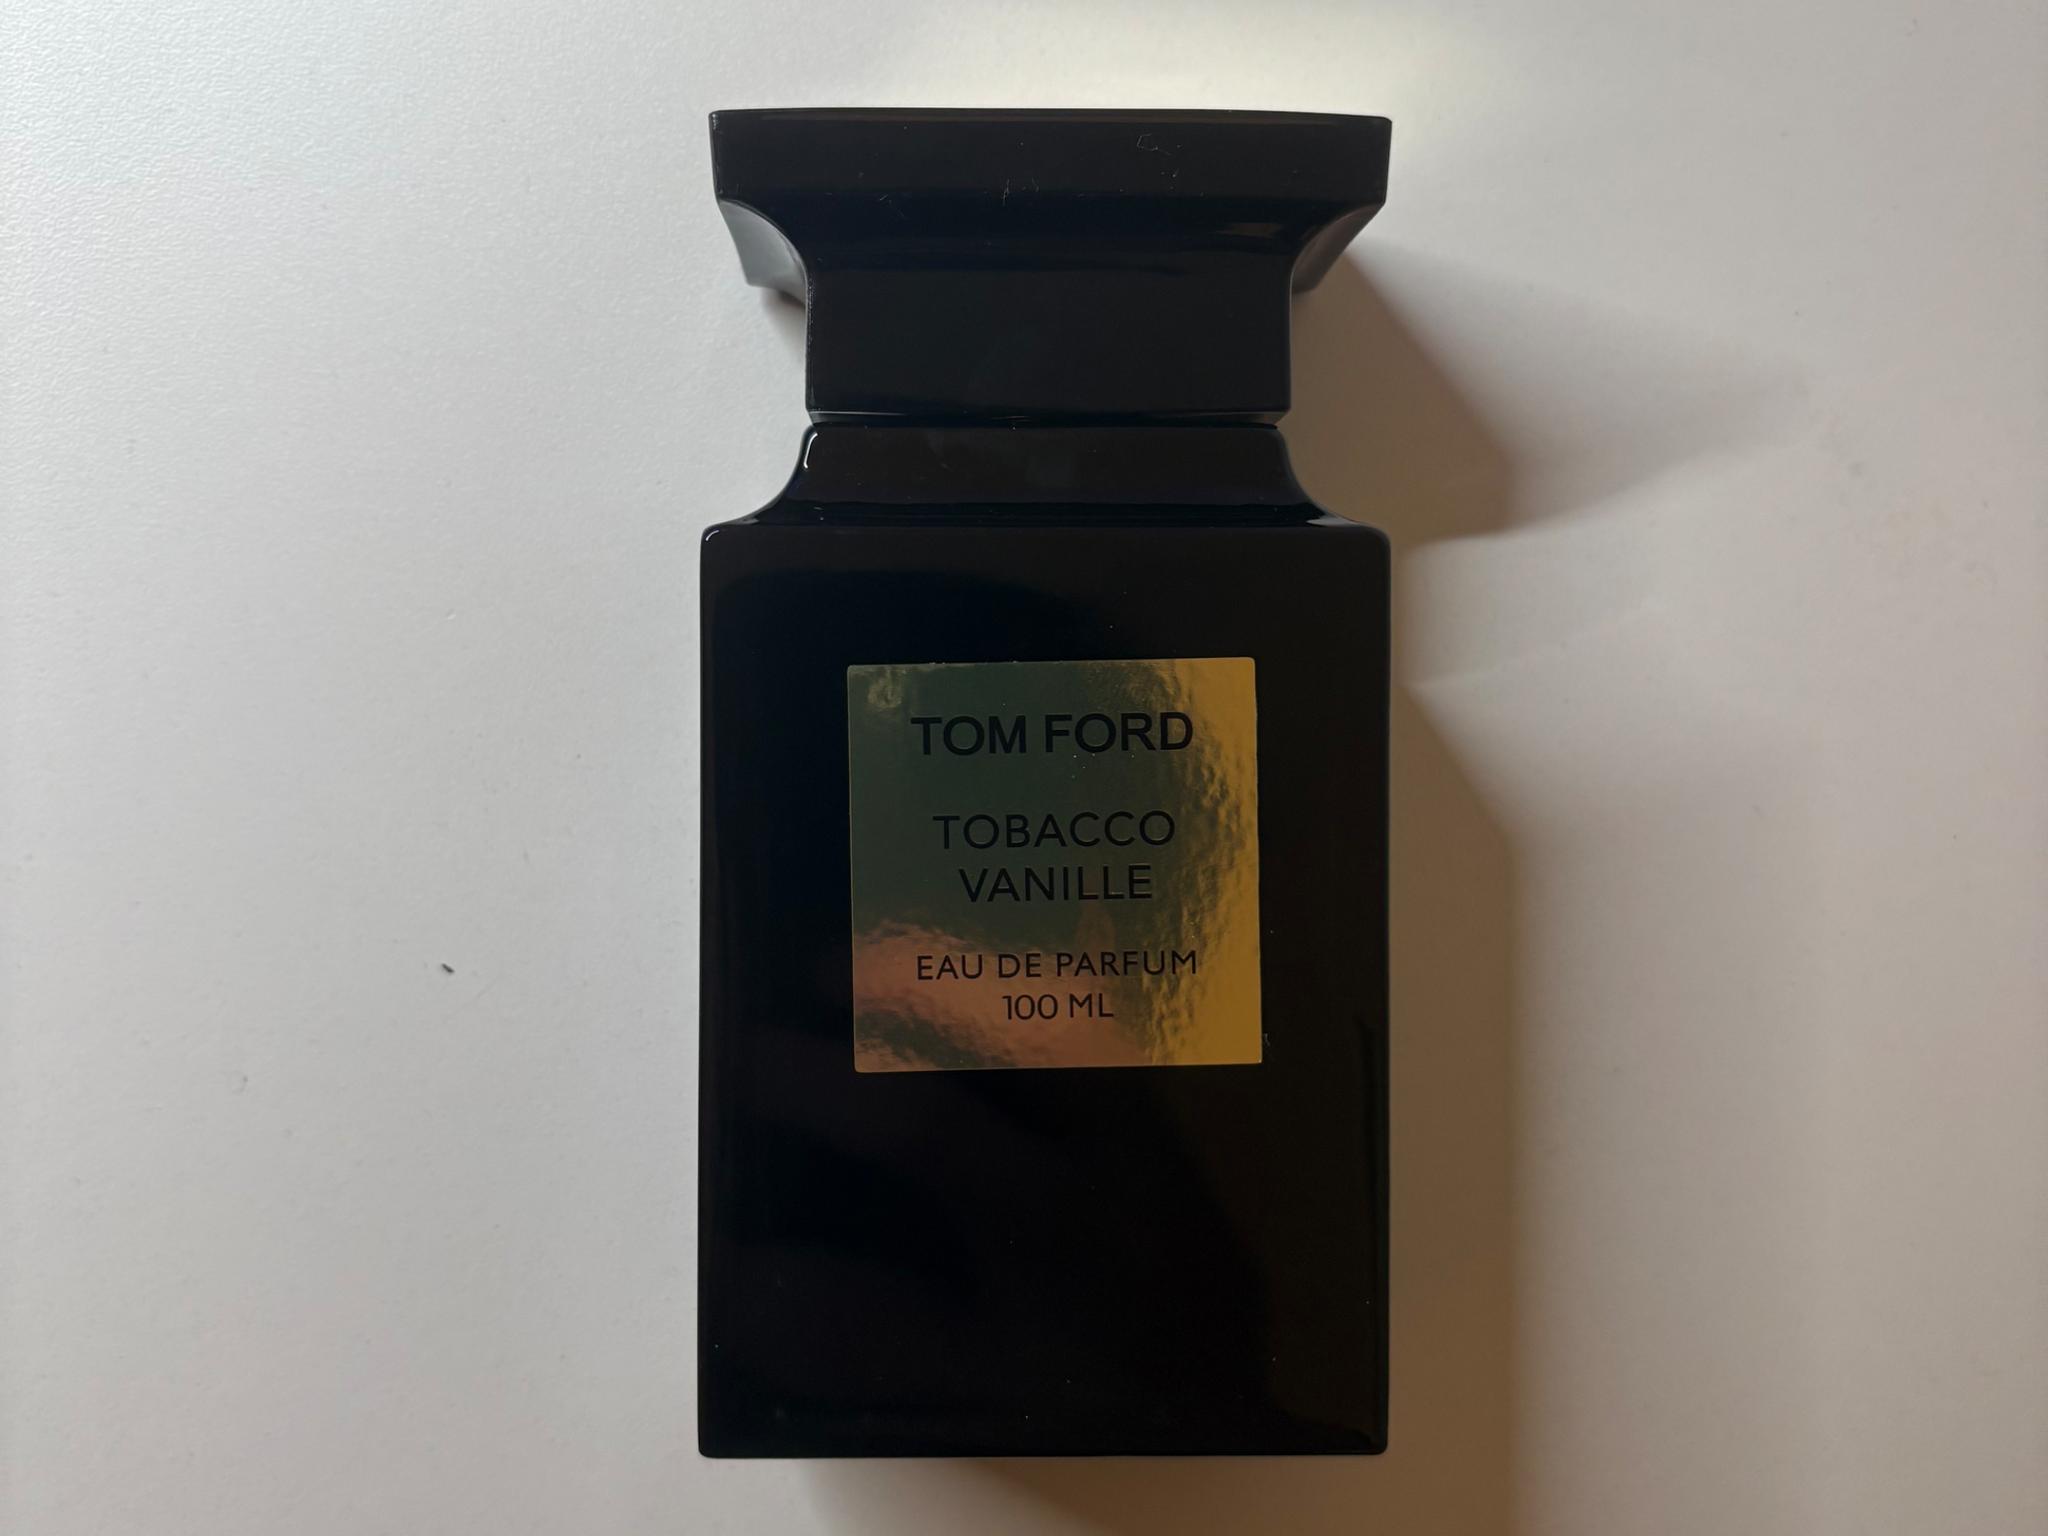 TOM FORD
TOBACCO
VANILLE
EAU DE PARFUM
100 ML